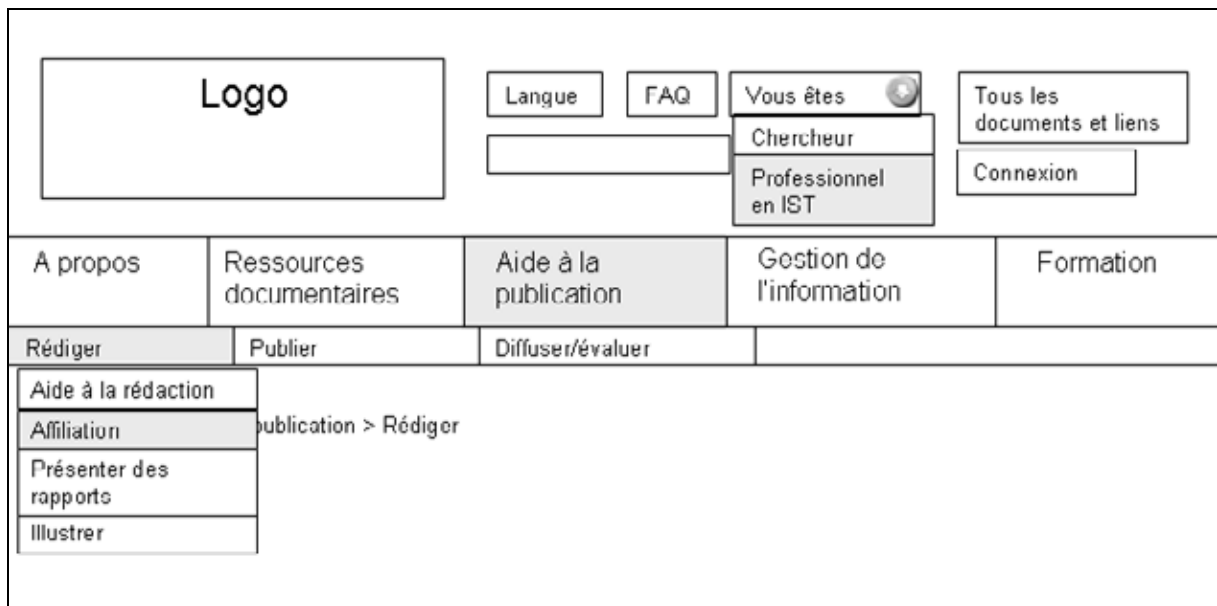 Logo
Langue
FAQ
Vous êtes
Chercheur
Professionnel
en IST
Tous les
documents et liens
Connexion
A propos
Ressources
documentaires
Aide à la
publication
Gestion de
l'information
Formation
Rédiger
Publier
Diffuser/évaluer
Aide à la rédaction
Affiliation
Présenter des
rapports
Illustrer
publication > Rédiger